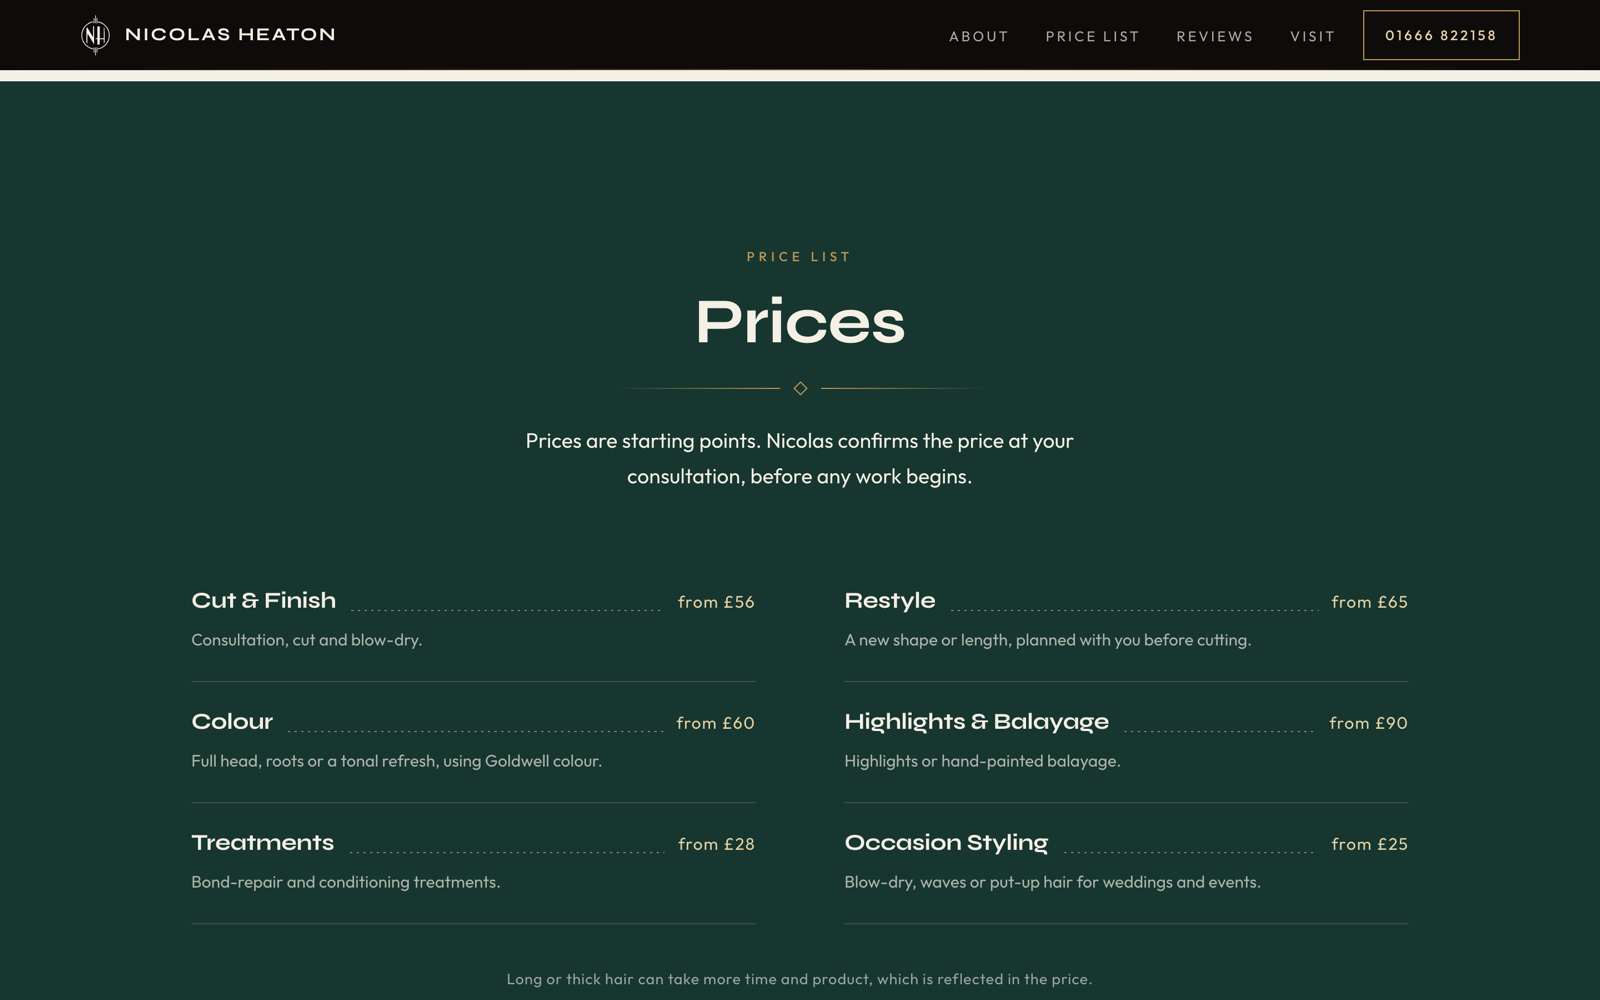 NH NICOLAS HEATON
ABOUT PRICE LIST REVIEWS VISIT 01666 822158
PRICE LIST
Prices
Prices are starting points. Nicolas confirms the price at your
consultation, before any work begins.
Cut & Finish from £56
Consultation, cut and blow-dry.
Restyle from £65
A new shape or length, planned with you before cutting.
Colour from £60
Full head, roots or a tonal refresh, using Goldwell colour.
Highlights & Balayage from £90
Highlights or hand-painted balayage.
Treatments from £28
Bond-repair and conditioning treatments.
Occasion Styling from £25
Blow-dry, waves or put-up hair for weddings and events.
Long or thick hair can take more time and product, which is reflected in the price.